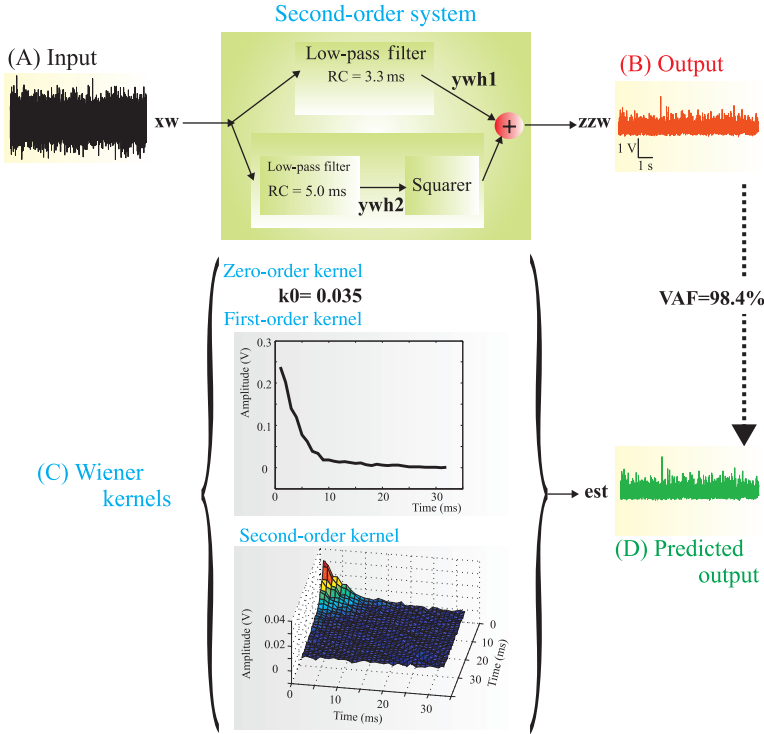 Second-order system
(A) Input
Low-pass filter
RC = 3.3 ms
ywh1
xw
+
zzw
(B) Output
1 V
1 s
Low-pass filter
RC = 5.0 ms
ywh2
Squarer
Zero-order kernel
k0= 0.035
First-order kernel
VAF=98.4%
Amplitude (V)
0.3
0.2
0.1
0
0
10
20
30
Time (ms)
(C) Wiener
kernels
est
(D) Predicted
output
Second-order kernel
Amplitude (V)
0.04
0.02
0
0
10
20
30
Time (ms)
0
10
20
30
Time (ms)